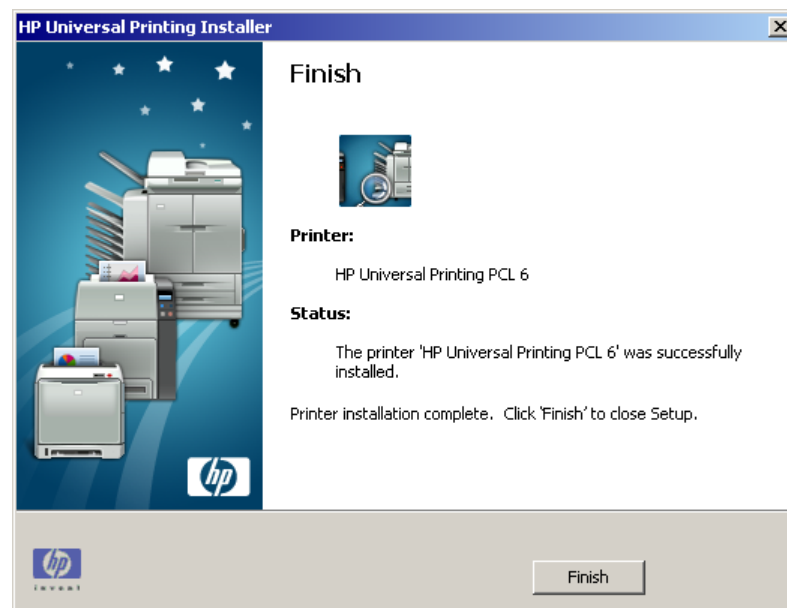 HP Universal Printing Installer
Finish
Printer:
HP Universal Printing PCL 6
Status:
The printer 'HP Universal Printing PCL 6' was successfully
installed.
Printer installation complete. Click 'Finish' to close Setup.
hp
hp
invent
Finish